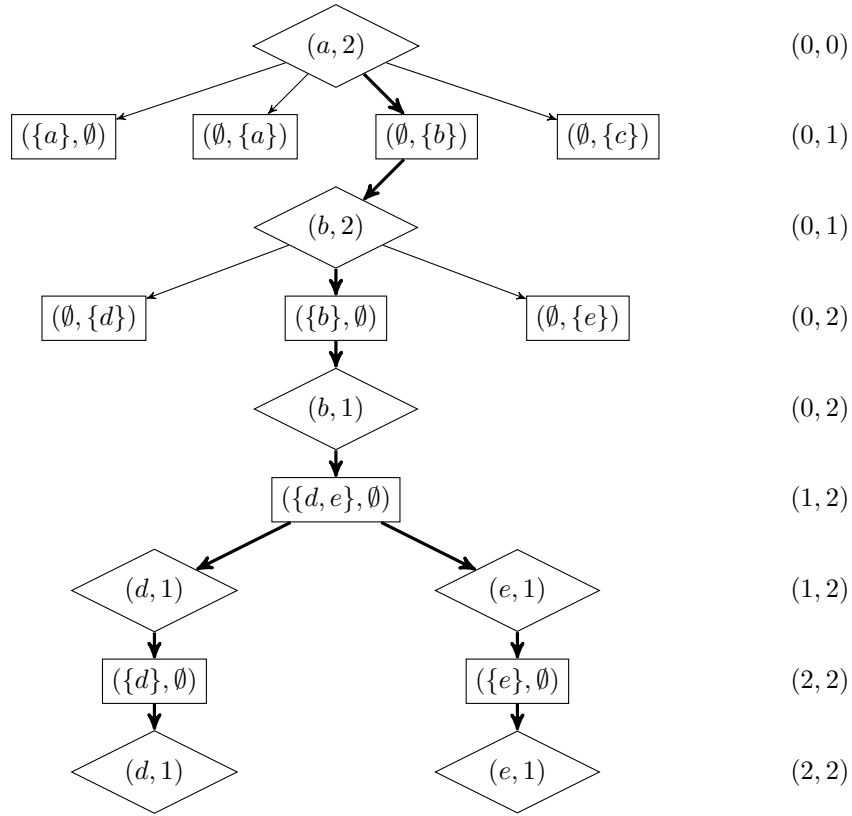 (a, 2) (0, 0)
({a}, ∅) (∅, {a}) (∅, {b}) (∅, {c}) (0, 1)
(b, 2) (0, 1)
(∅, {d}) ({b}, ∅) (∅, {e}) (0, 2)
(b, 1) (0, 2)
({d, e}, ∅) (1, 2)
(d, 1) (e, 1) (1, 2)
({d}, ∅) ({e}, ∅) (2, 2)
(d, 1) (e, 1) (2, 2)